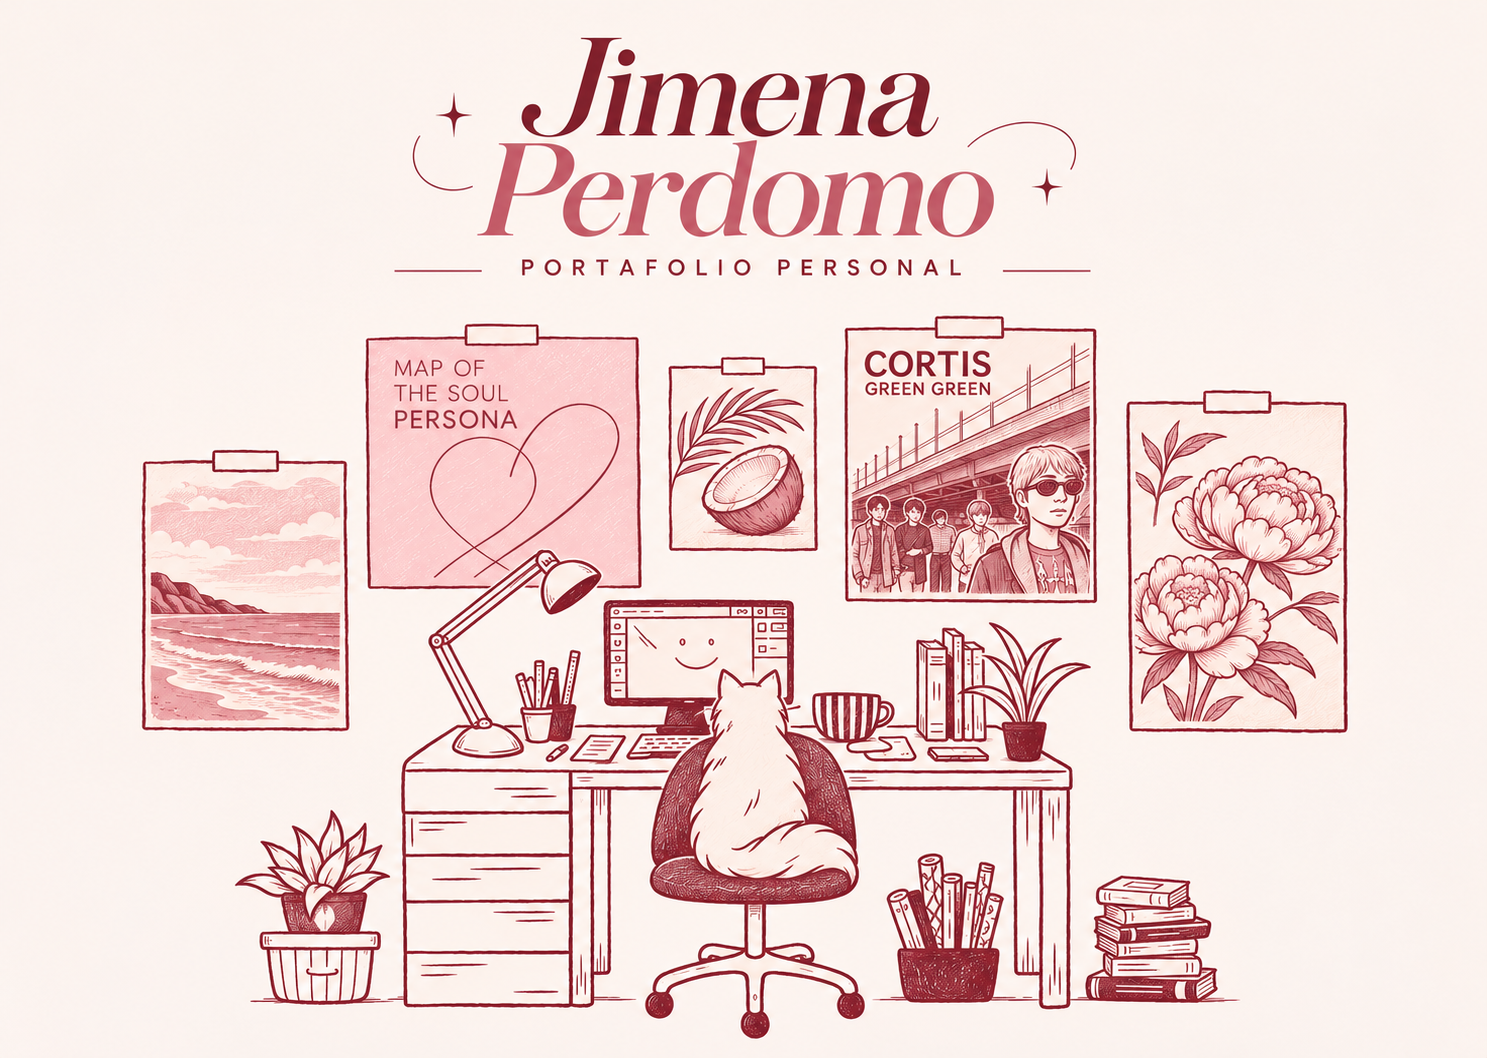 Jimena
Perdomo
PORTAFOLIO PERSONAL
MAP OF
THE SOUL
PERSONA
CORTIS
GREEN GREEN